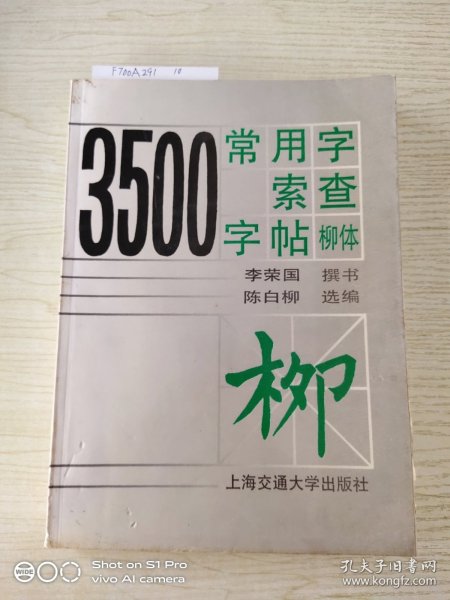 F700A291 10
3500
常用字
索查
字帖 柳体
李荣国 撰书
陈白柳 选编
柳
上海交通大学出版社
WIDE
Shot on S1 Pro
vivo AI camera
孔夫子旧书网
www.kongfz.com